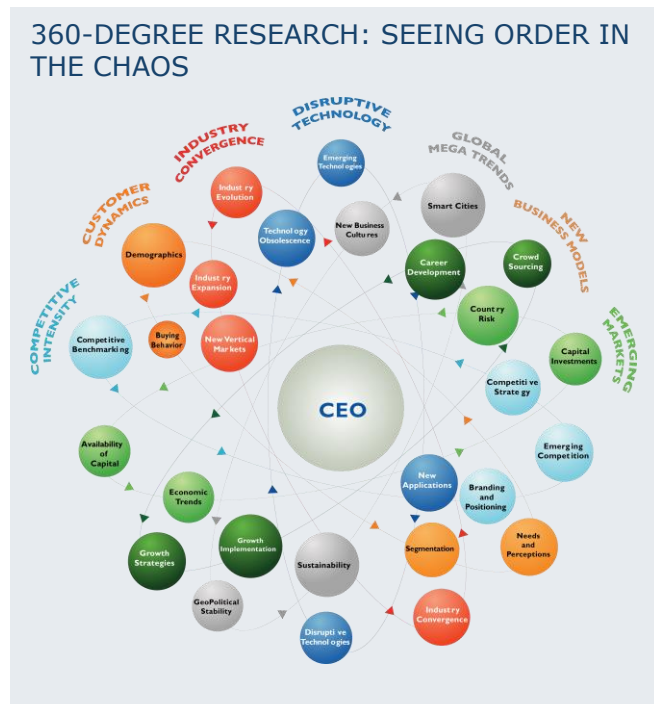 360-DEGREE RESEARCH: SEEING ORDER IN
THE CHAOS
DISRUPTIVE
TECHNOLOGY
INDUSTRY
CONVERGENCE
GLOBAL
MEGA TRENDS
CUSTOMER
DYNAMICS
NEW
BUSINESS MODELS
COMPETITIVE
INTENSITY
EMERGING
MARKETS
Emerging
Technologies
Industry
Evolution
Smart Cities
Technology
Obsolescence
New Business
Cultures
Demographics
Career
Development
Crowd
Sourcing
Industry
Expansion
Country
Risk
Competitive
Benchmarking
Buying
Behavior
New Vertical
Markets
Capital
Investments
Competitive
Strategy
CEO
Availability
of
Capital
Emerging
Competition
New
Applications
Economic
Trends
Branding
and
Positioning
Growth
Strategies
Growth
Implementation
Sustainability
Segmentation
Needs
and
Perceptions
GeoPolitical
Stability
Industry
Convergence
Disruptive
Technologies